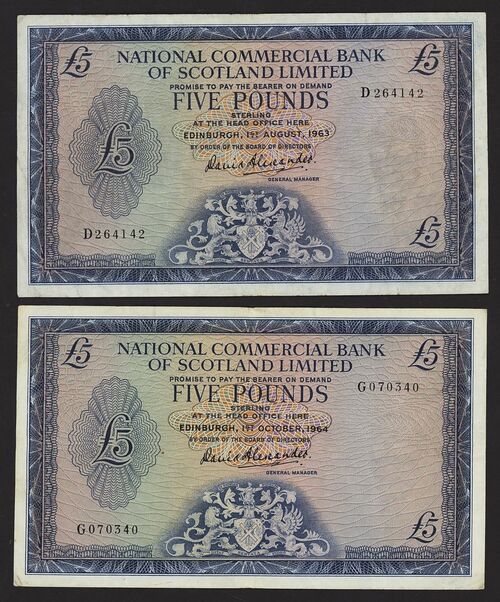 £5 £5
NATIONAL COMMERCIAL BANK
OF SCOTLAND LIMITED
PROMISE TO PAY THE BEARER ON DEMAND
D264142
FIVE POUNDS
STERLING
AT THE HEAD OFFICE HERE
EDINBURGH, 1ST AUGUST, 1963
BY ORDER OF THE BOARD OF DIRECTORS
£5
David Alexander.
GENERAL MANAGER
D264142
£5
£5 £5
NATIONAL COMMERCIAL BANK
OF SCOTLAND LIMITED
PROMISE TO PAY THE BEARER ON DEMAND
G070340
FIVE POUNDS
STERLING
AT THE HEAD OFFICE HERE
EDINBURGH, 1ST OCTOBER, 1964
BY ORDER OF THE BOARD OF DIRECTORS
£5
David Alexander.
GENERAL MANAGER
G070340
£5